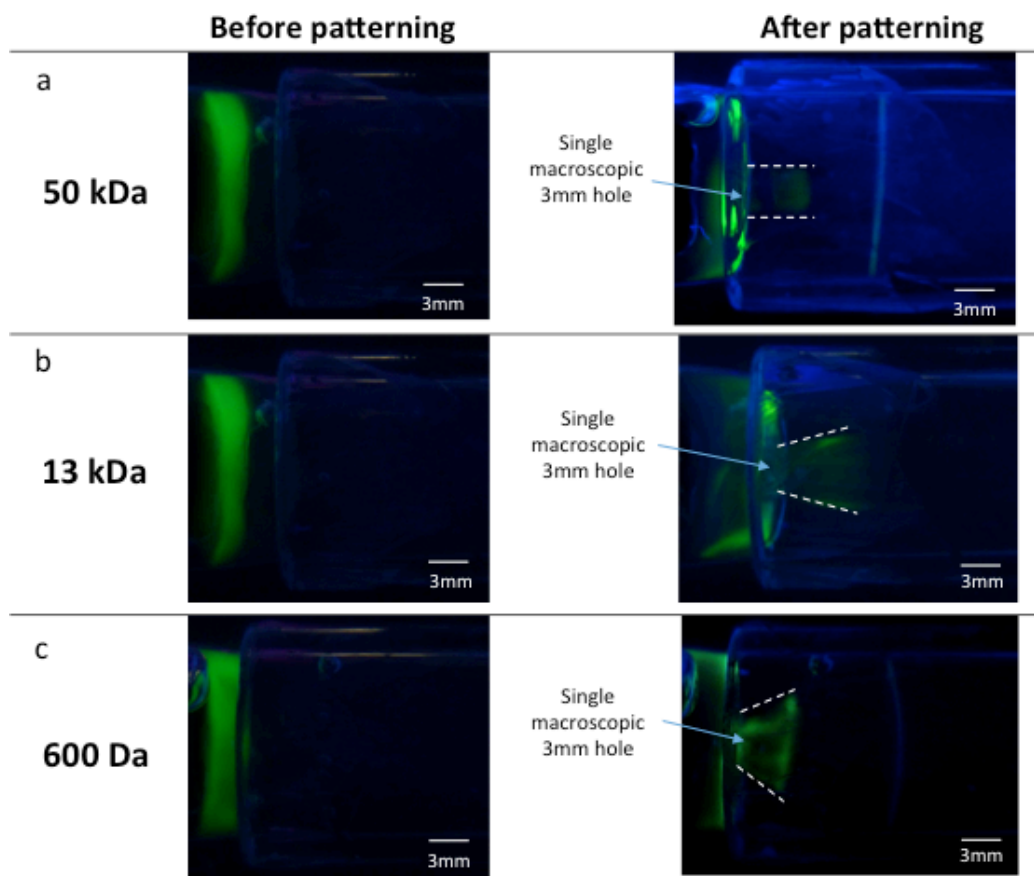 Before patterning
After patterning
a
50 kDa
Single
macroscopic
3mm hole
3mm
3mm
b
13 kDa
Single
macroscopic
3mm hole
3mm
3mm
c
600 Da
Single
macroscopic
3mm hole
3mm
3mm